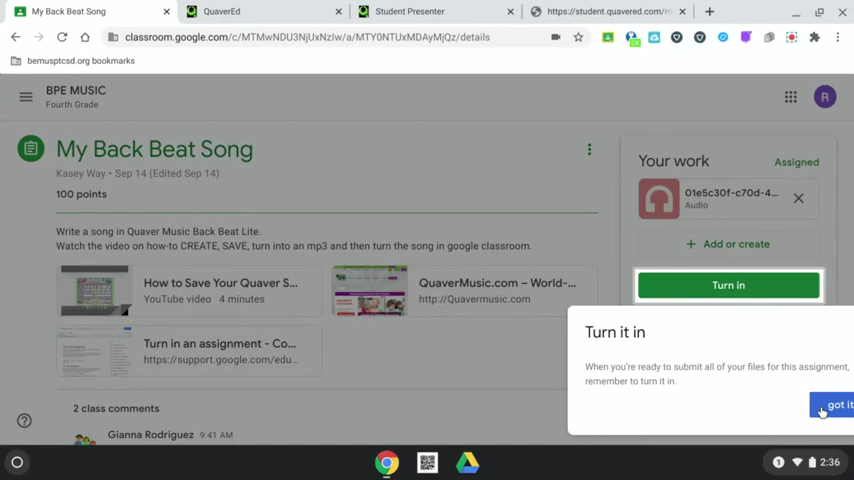 My Back Beat Song
QuaverEd
Student Presenter
https://student.quavered.com/m
classroom.google.com/c/MTMwNDU3NjUxNzIw/a/MTY0NTUxMDAyMjQz/details
bemusptcsd.org bookmarks
BPE MUSIC
Fourth Grade
R
My Back Beat Song
Kasey Way • Sep 14 (Edited Sep 14)
100 points
Write a song in Quaver Music Back Beat Lite.
Watch the video on how-to CREATE, SAVE, turn into an mp3 and then turn the song in google classroom.
How to Save Your Quaver S...
YouTube video 4 minutes
QuaverMusic.com – World-...
http://Quavermusic.com
Turn in an assignment - Co...
https://support.google.com/edu...
2 class comments
Gianna Rodriguez 9:41 AM
Your work
Assigned
01e5c30f-c70d-4...
Audio
+ Add or create
Turn in
Turn it in
When you're ready to submit all of your files for this assignment,
remember to turn it in.
got it
1
2:36